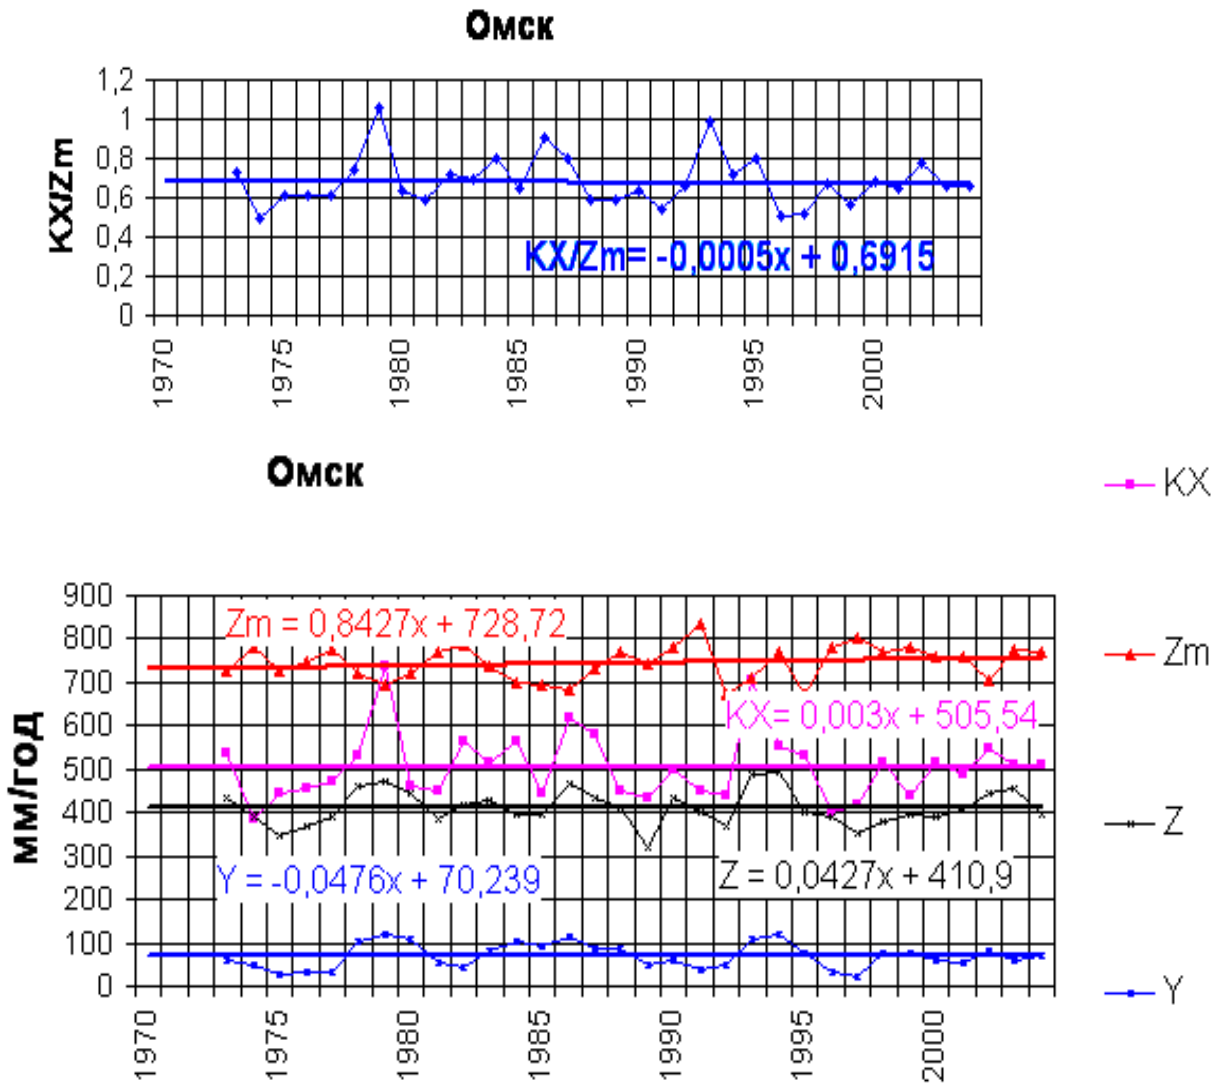 Омск
KX/Zm
1,2
1
0,8
0,6
0,4
0,2
0
KX/Zm= -0,0005x + 0,6915
1970
1975
1980
1985
1990
1995
2000
Омск
KX
мм/год
900
800
700
600
500
400
300
200
100
0
Zm = 0,8427x + 728,72
Zm
KX= 0,003x + 505,54
Z
Y = -0,0476x + 70,239
Z = 0,0427x + 410,9
Y
1970
1975
1980
1985
1990
1995
2000